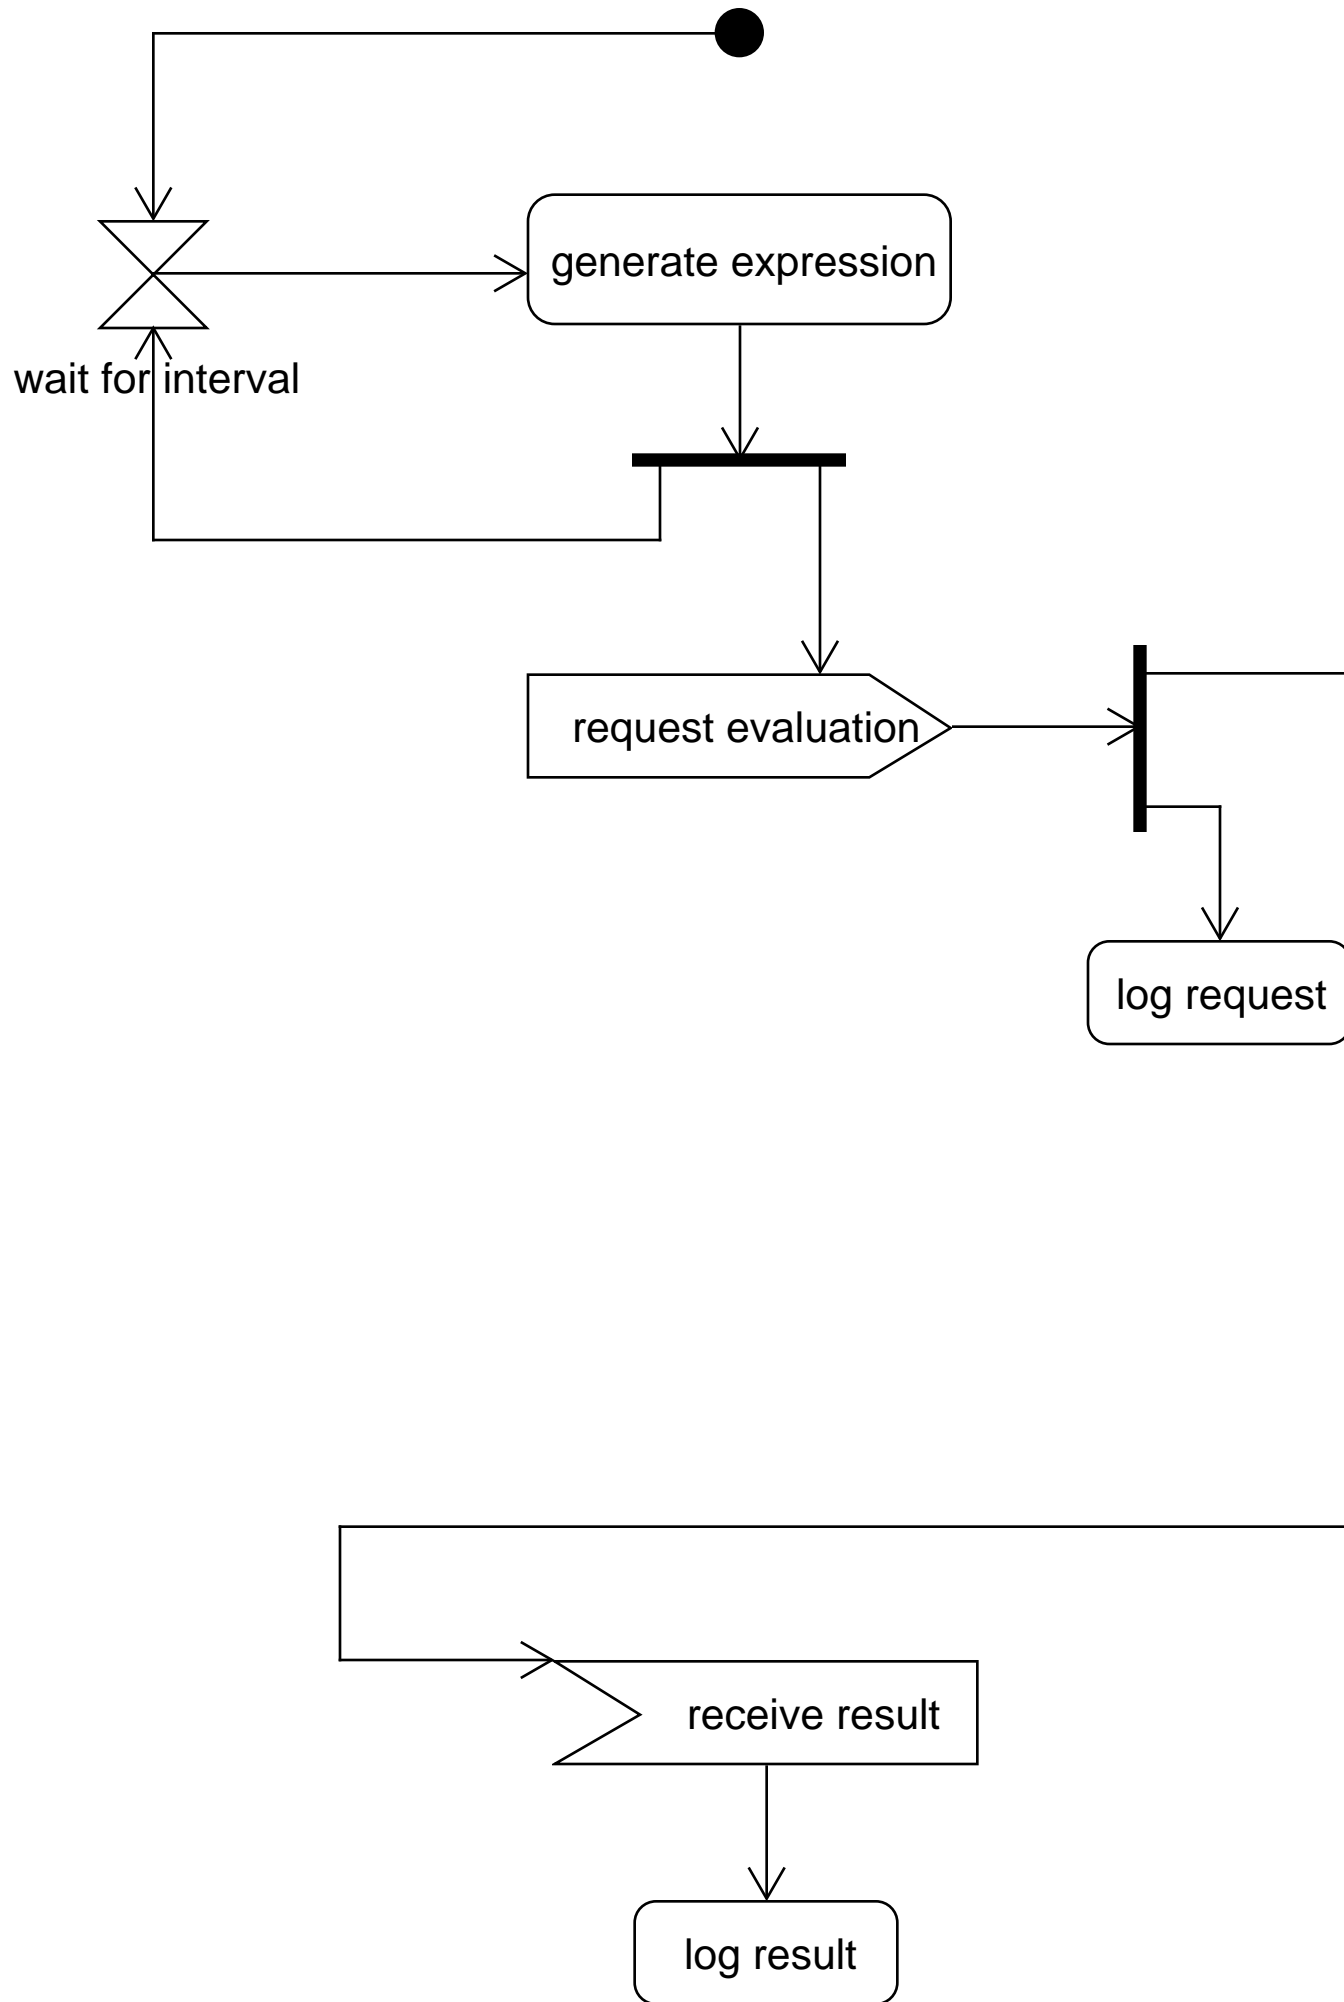 generate expression
wait for interval
request evaluation
log request
receive result
log result